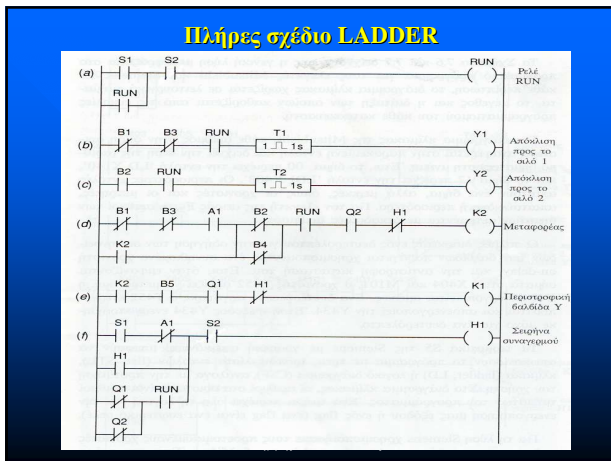 Πλήρες σχέδιο LADDER
S1 S2 RUN
(a)
Ρελέ
RUN
RUN
B1 B3 RUN T1 Y1
(b) 1 1s
Απόκλιση
προς το
σιλό 1
B2 RUN T2 Y2
(c) 1 1s
Απόκλιση
προς το
σιλό 2
B1 B3 A1 B2 RUN Q2 H1 K2
(d) Μεταφορέας
K2 B4
K2 B5 Q1 H1 K1
(e)
Περιστροφική
βαλβίδα Y
S1 A1 S2 H1
(f)
Σειρήνα
συναγερμού
H1
Q1 RUN
Q2